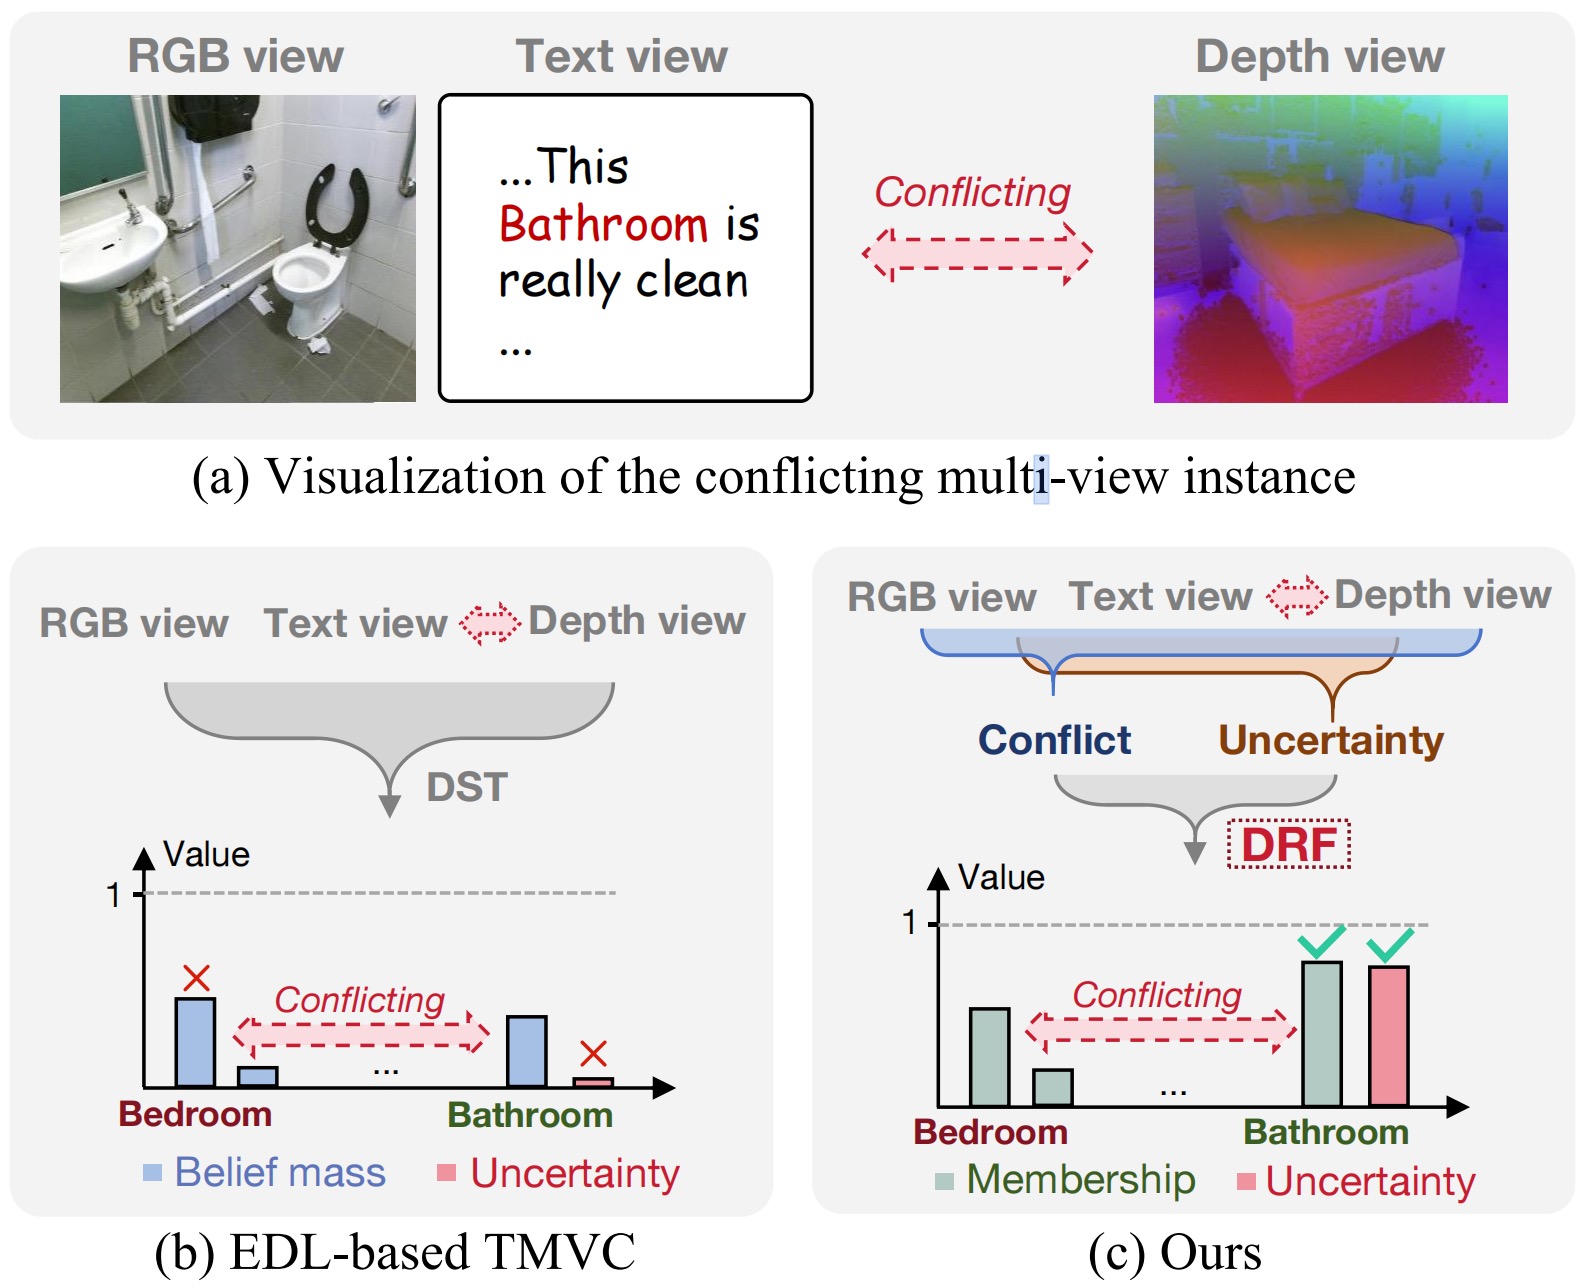 RGB view
Text view
Depth view
...This
Bathroom is
really clean
...
Conflicting
(a) Visualization of the conflicting multi-view instance
RGB view Text view Depth view
DST
Value
1
Conflicting
...
Bedroom
Bathroom
Belief mass
Uncertainty
(b) EDL-based TMVC
RGB view Text view Depth view
Conflict
Uncertainty
DRF
Value
1
Conflicting
...
Bedroom
Bathroom
Membership
Uncertainty
(c) Ours